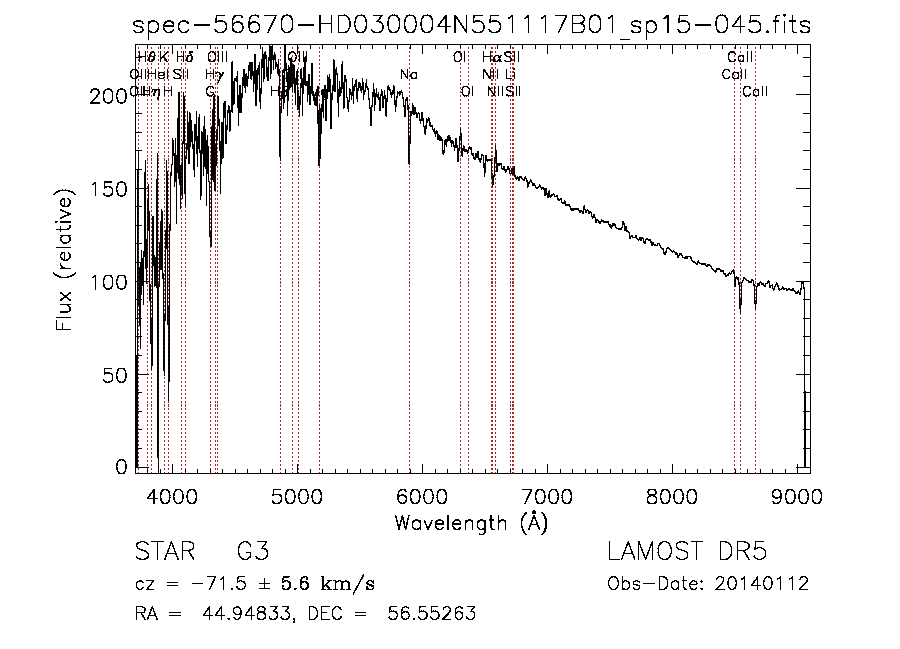 spec-56670-HD030004N551117B01_sp15-045.fits
Hθ K Hδ OIII OIII OI Hα SII CaII
OII HeI SII Hγ NII Li CaII
Hη H G Na OI NII SII CaII
200
150
100
50
0
Flux (relative)
4000 5000 6000 7000 8000 9000
Wavelength (Å)
STAR G3 LAMOST DR5
cz = -71.5 ± 5.6 km/s Obs-Date: 20140112
RA = 44.94833, DEC = 56.55263